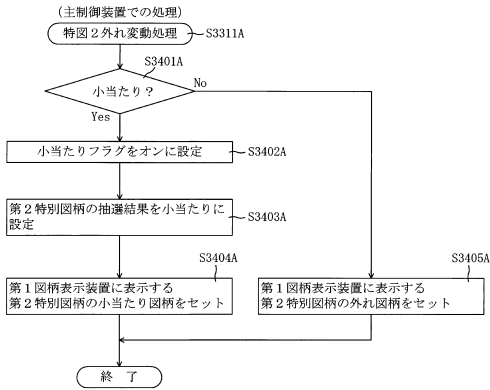 (主制御装置での処理)
特図２外れ変動処理
S3311A
S3401A
小当たり？
No
Yes
小当たりフラグをオンに設定
S3402A
第２特別図柄の抽選結果を小当たりに
設定
S3403A
S3404A
第１図柄表示装置に表示する
第２特別図柄の小当たり図柄をセット
S3405A
第１図柄表示装置に表示する
第２特別図柄の外れ図柄をセット
終 了